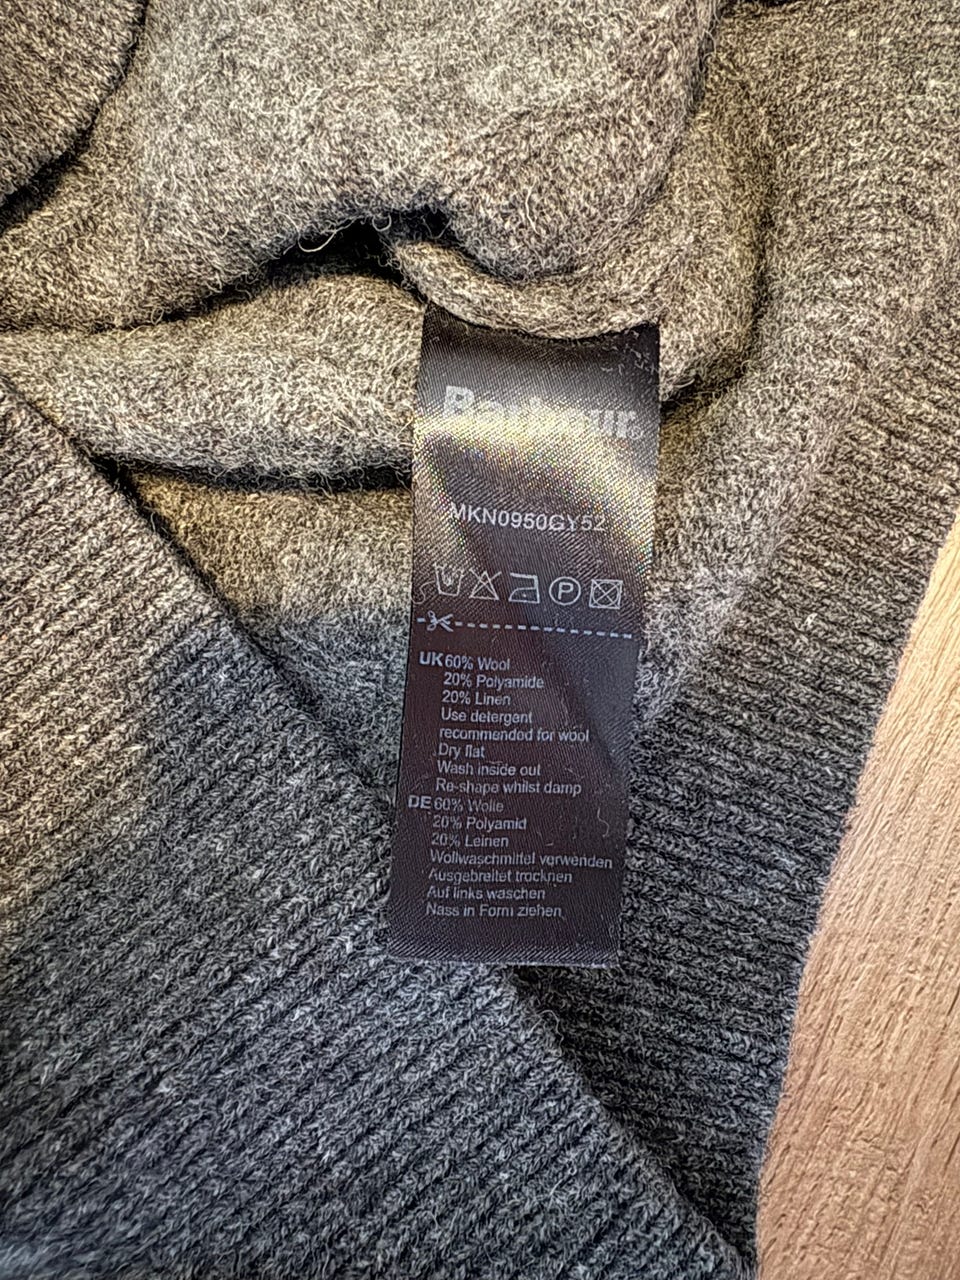 Barbour
MKN0950GY52
P
UK 60% Wool
20% Polyamide
20% Linen
Use detergent
recommended for wool
Dry flat
Wash inside out
Re-shape whilst damp
DE 60% Wolle
20% Polyamid
20% Leinen
Wollwaschmittel verwenden
Ausgebreitet trocknen
Auf links waschen
Nass in Form ziehen